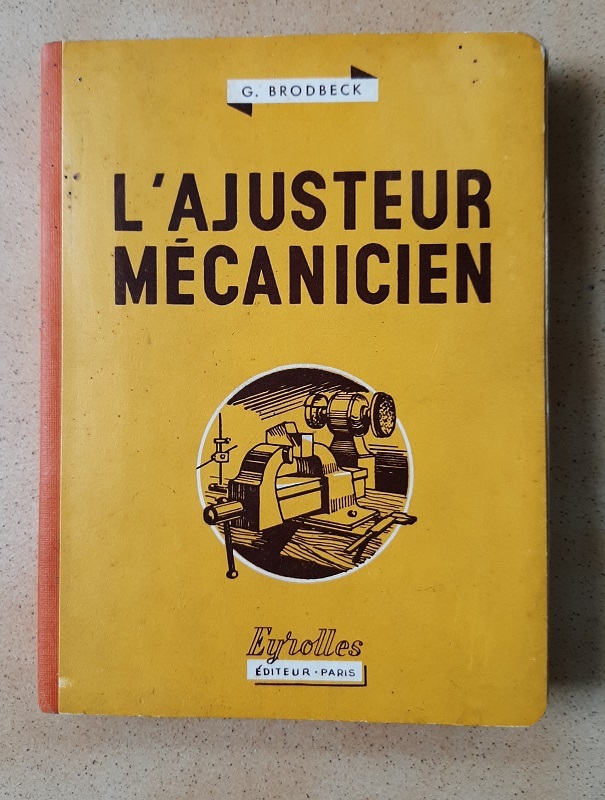 G. BRODBECK
L'AJUSTEUR
MÉCANICIEN
Eyrolles
ÉDITEUR · PARIS